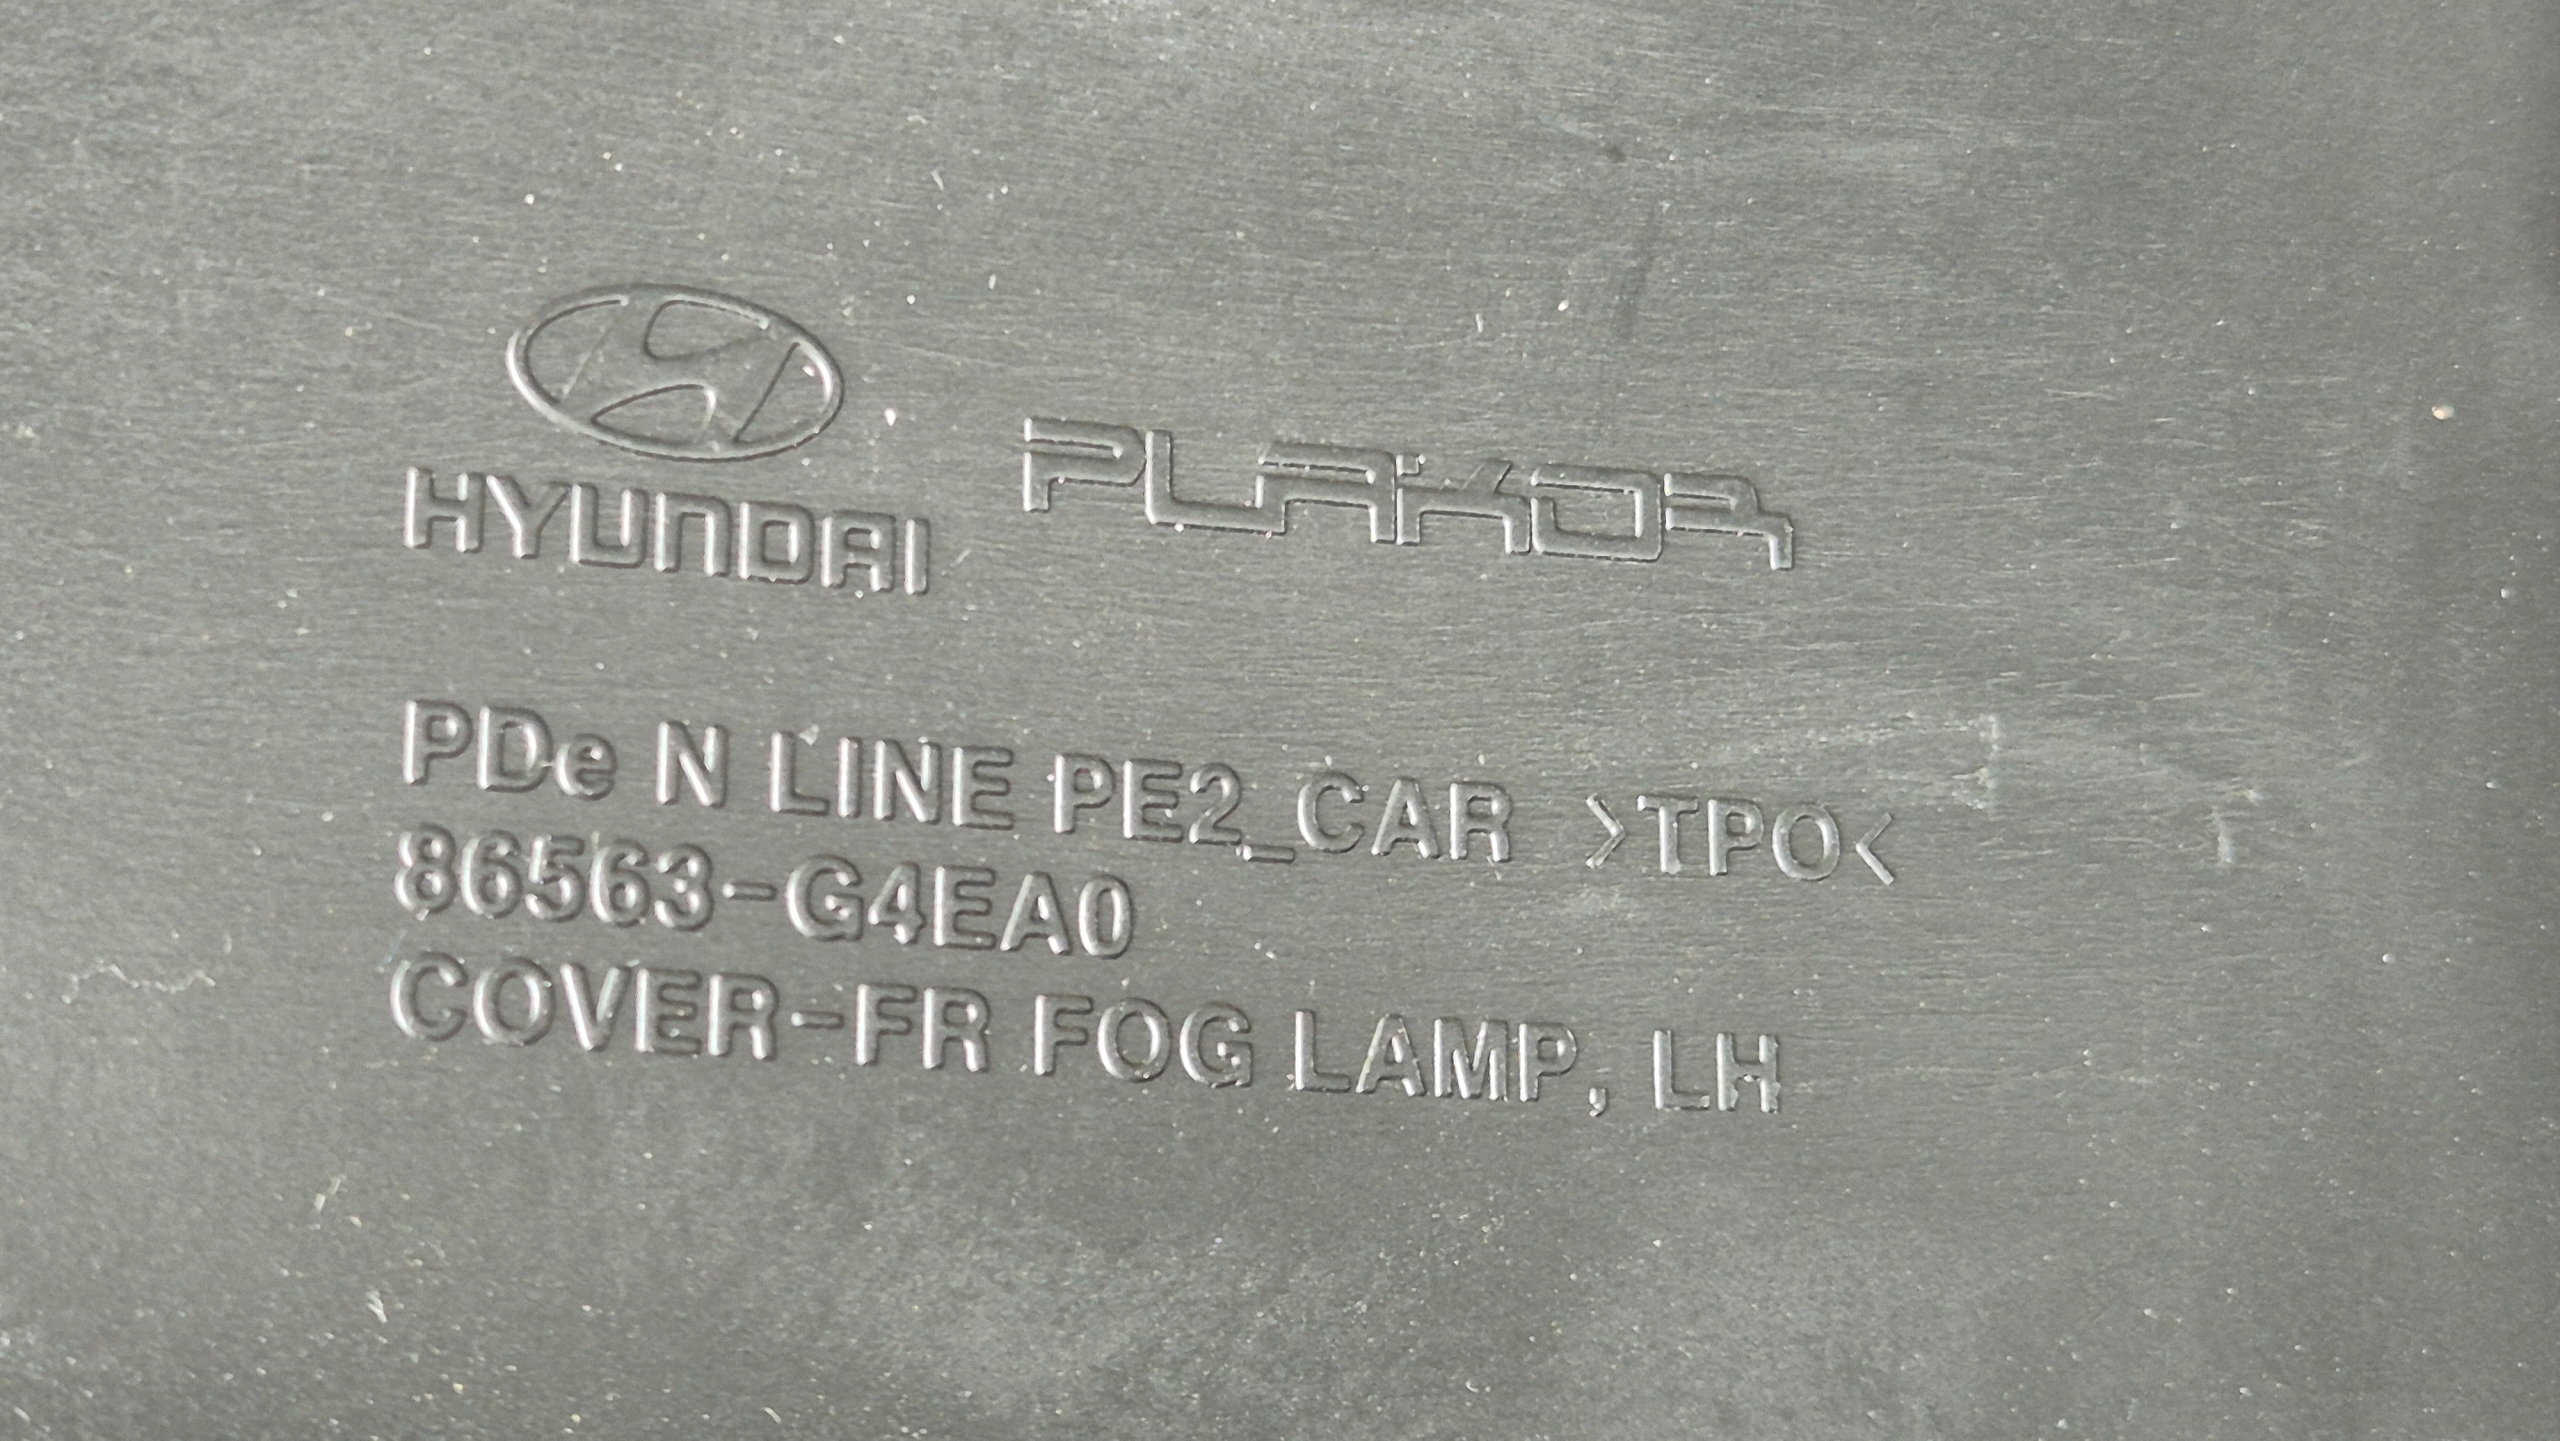 HYUNDAI PLAKOR
PDe N LINE PE2_CAR >TPO<
86563-G4EA0
COVER-FR FOG LAMP, LH